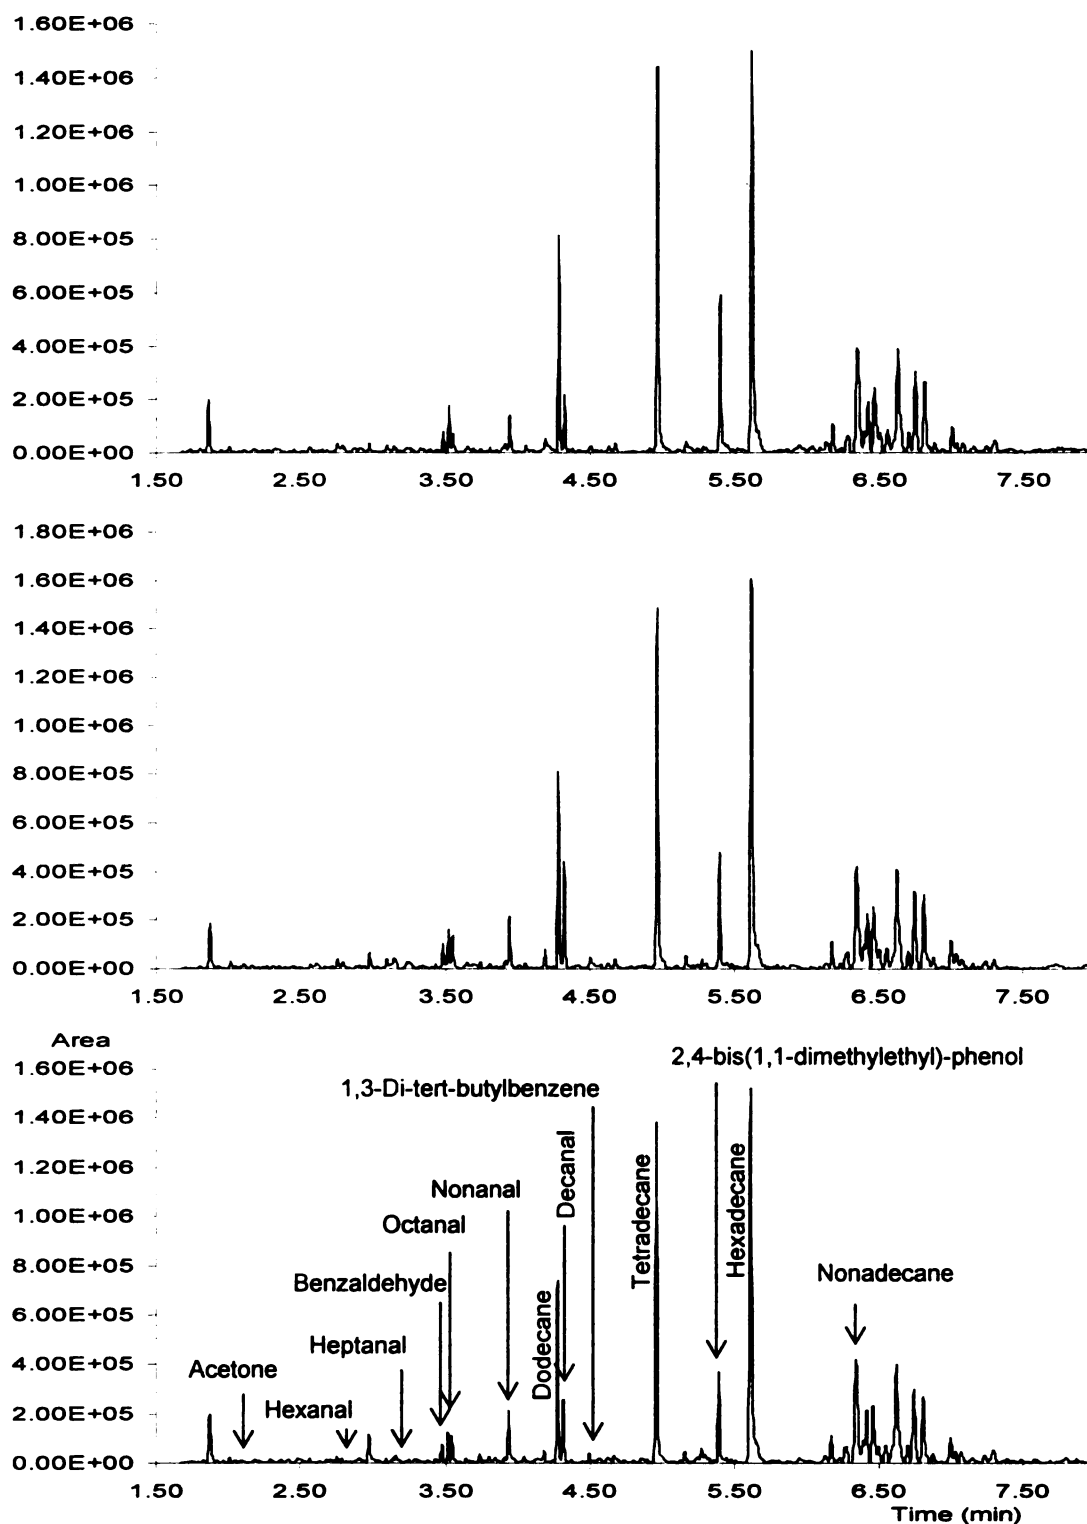 1.60E+06
1.40E+06
1.20E+06
1.00E+06
8.00E+05
6.00E+05
4.00E+05
2.00E+05
0.00E+00
1.50 2.50 3.50 4.50 5.50 6.50 7.50
1.80E+06
1.60E+06
1.40E+06
1.20E+06
1.00E+06
8.00E+05
6.00E+05
4.00E+05
2.00E+05
0.00E+00
1.50 2.50 3.50 4.50 5.50 6.50 7.50
Area
1.60E+06
1.40E+06
1.20E+06
1.00E+06
8.00E+05
6.00E+05
4.00E+05
2.00E+05
0.00E+00
2,4-bis(1,1-dimethylethyl)-phenol
1,3-Di-tert-butylbenzene
Decanal
Nonanal
Octanal
Tetradecane
Hexadecane
Benzaldehyde
Nonadecane
Heptanal
Dodecane
Acetone
Hexanal
1.50 2.50 3.50 4.50 5.50 6.50 7.50
Time (min)